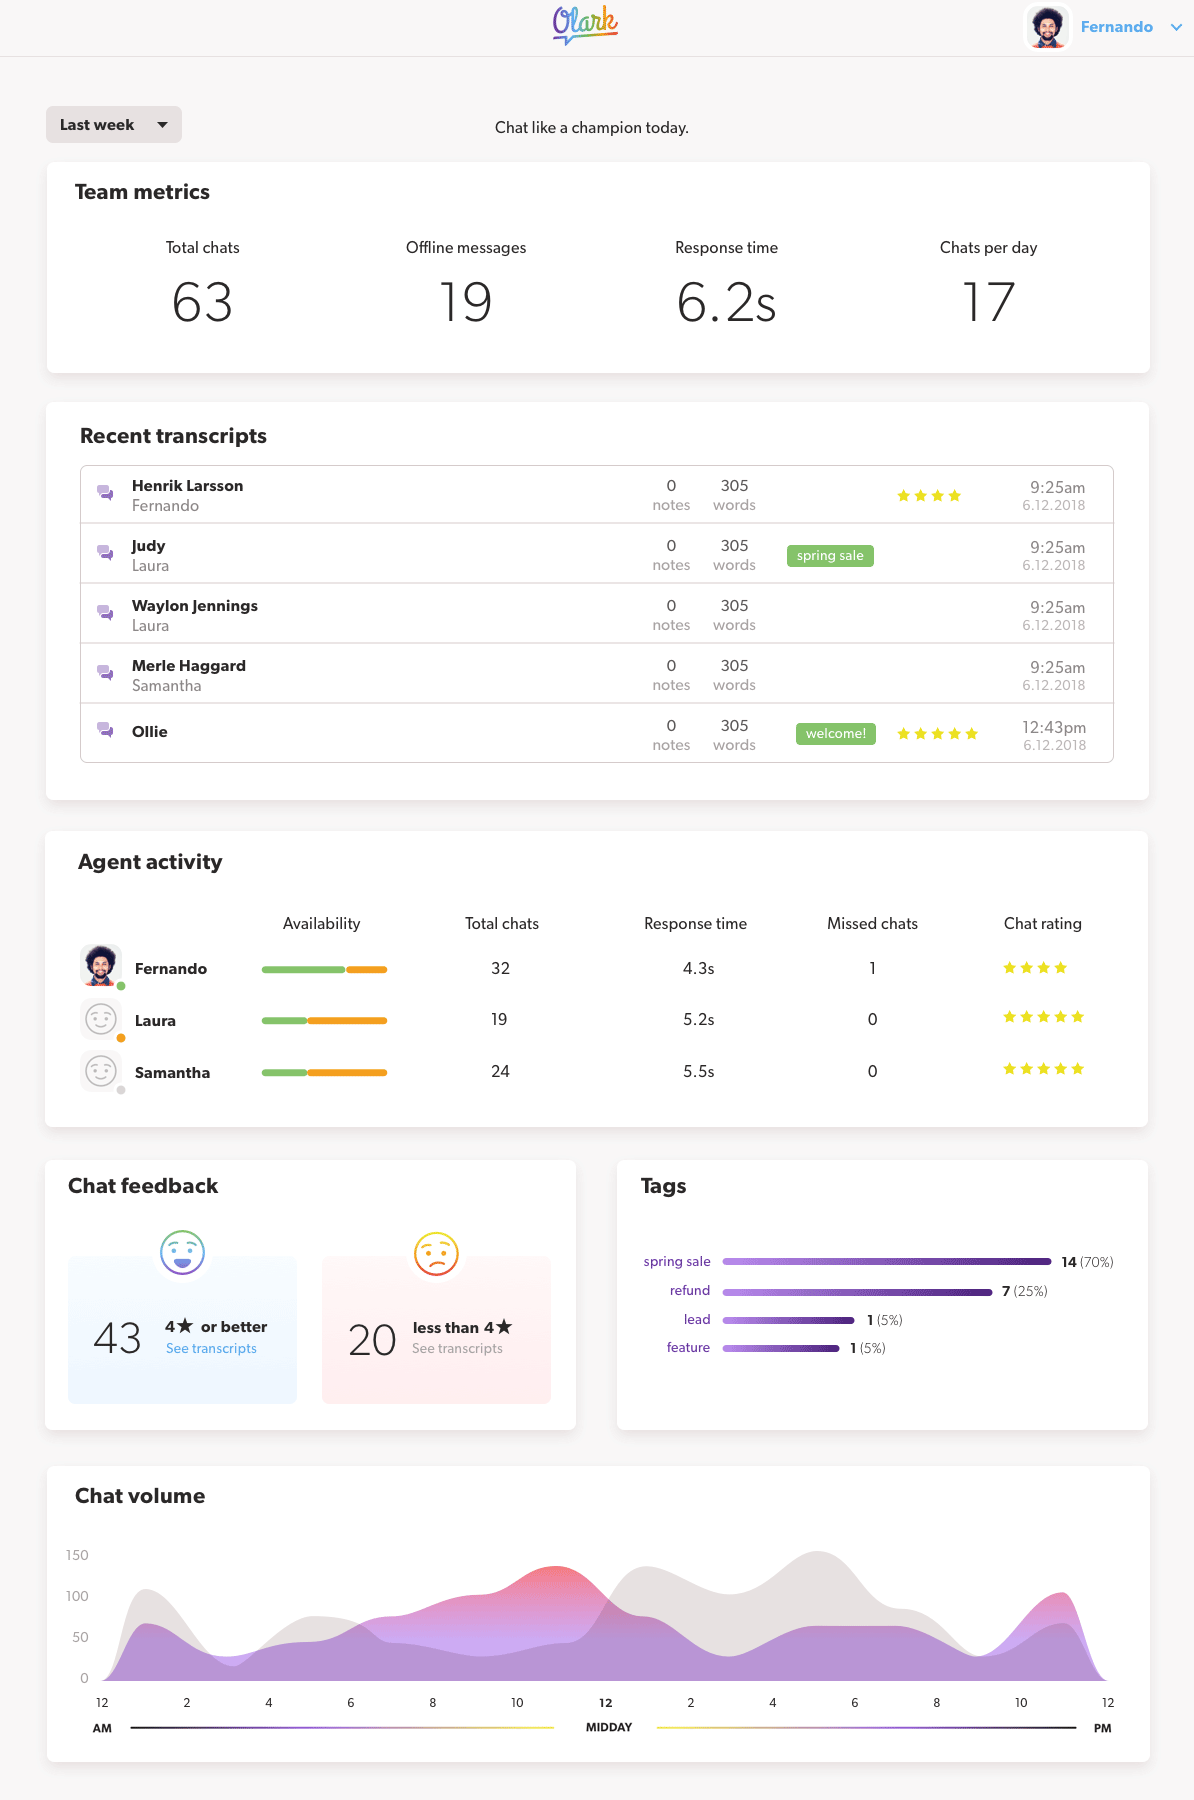 Olark
Fernando
Last week
Chat like a champion today.
Team metrics
Total chats Offline messages Response time Chats per day
63 19 6.2s 17
Recent transcripts
Henrik Larsson 0 305 9:25am
Fernando notes words 6.12.2018
Judy 0 305 spring sale 9:25am
Laura notes words 6.12.2018
Waylon Jennings 0 305 9:25am
Laura notes words 6.12.2018
Merle Haggard 0 305 9:25am
Samantha notes words 6.12.2018
Ollie 0 305 welcome! 12:43pm
notes words 6.12.2018
Agent activity
Availability Total chats Response time Missed chats Chat rating
Fernando 32 4.3s 1
Laura 19 5.2s 0
Samantha 24 5.5s 0
Chat feedback
43 4★ or better
See transcripts
20 less than 4★
See transcripts
Tags
spring sale 14 (70%)
refund 7 (25%)
lead 1 (5%)
feature 1 (5%)
Chat volume
150
100
50
0
12 2 4 6 8 10 12 2 4 6 8 10 12
AM MIDDAY PM